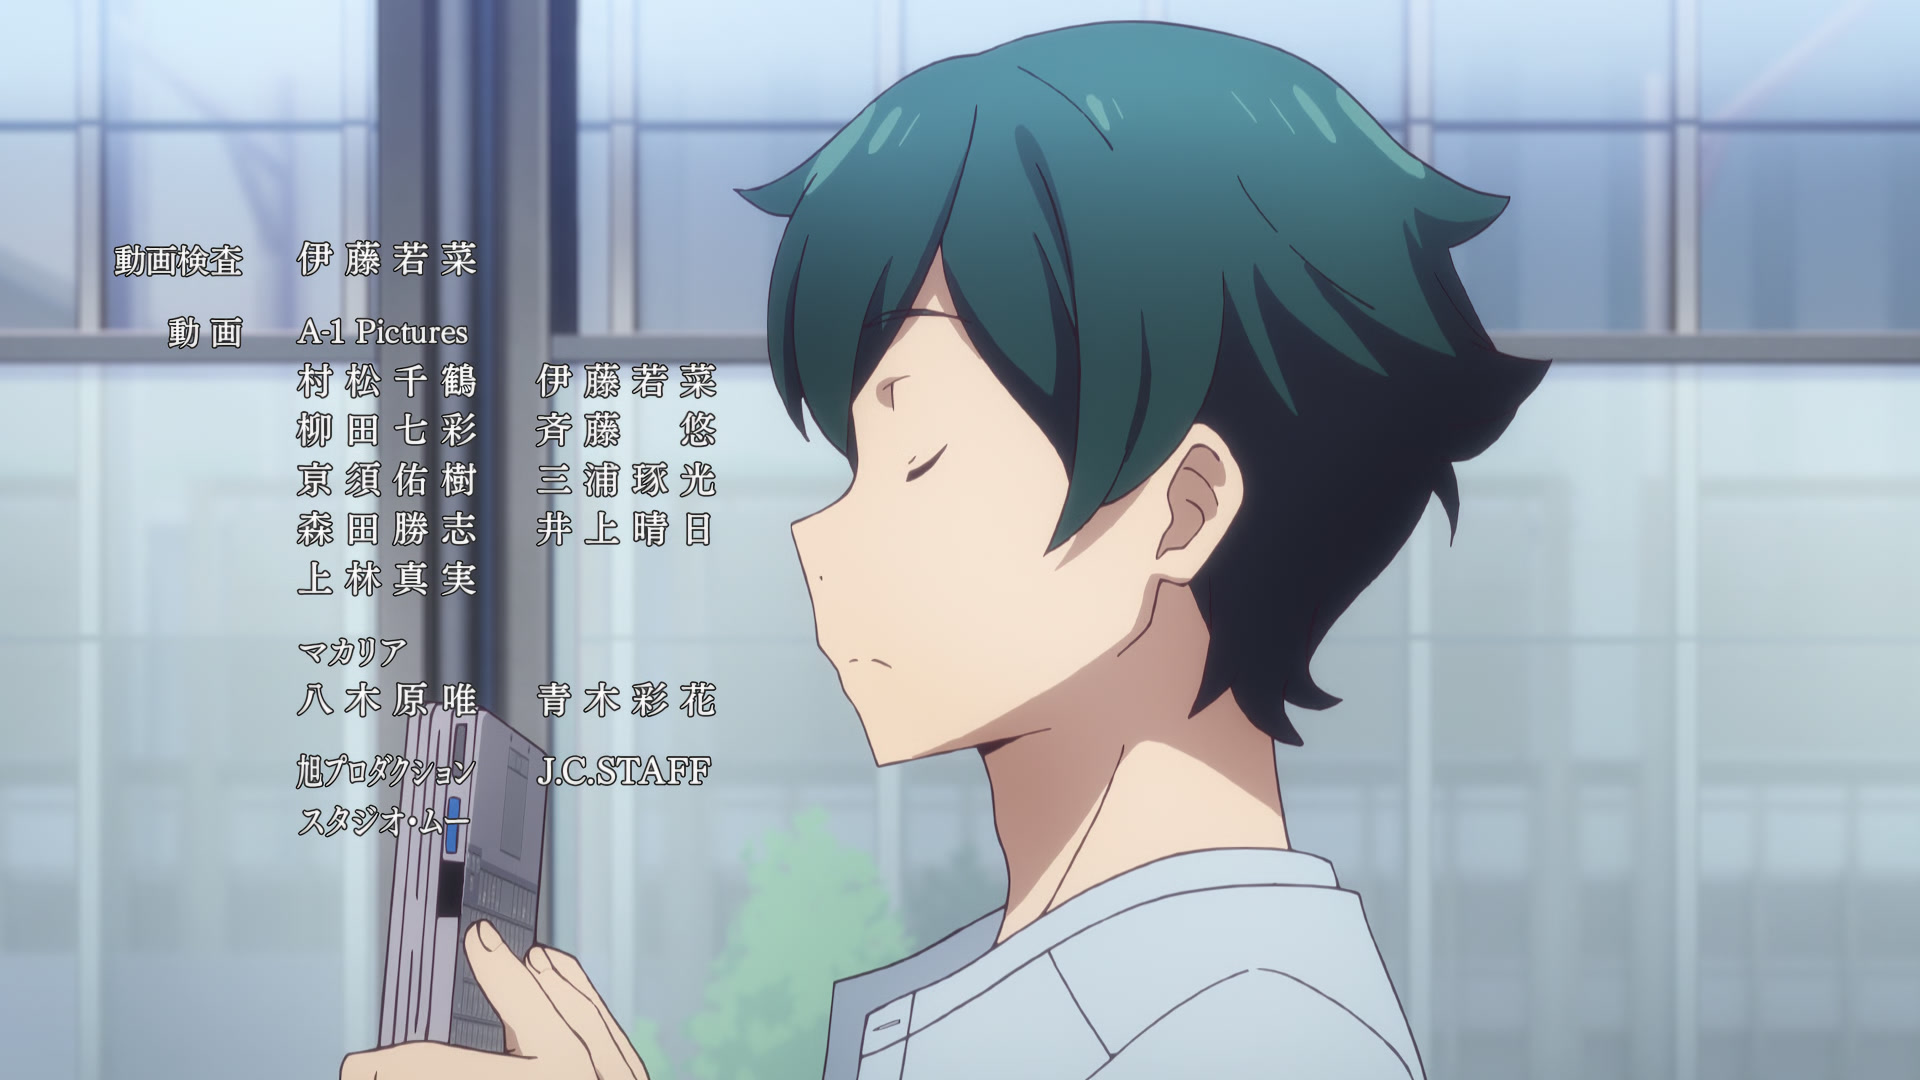 動画検査 伊藤若菜
動画 A-1 Pictures
村松千鶴 伊藤若菜
柳田七彩 斉藤 悠
京須佑樹 三浦琢光
森田勝志 井上晴日
上林真実
マカリア
八木原唯 青木彩花
旭プロダクション J.C.STAFF
スタジオ・ムー